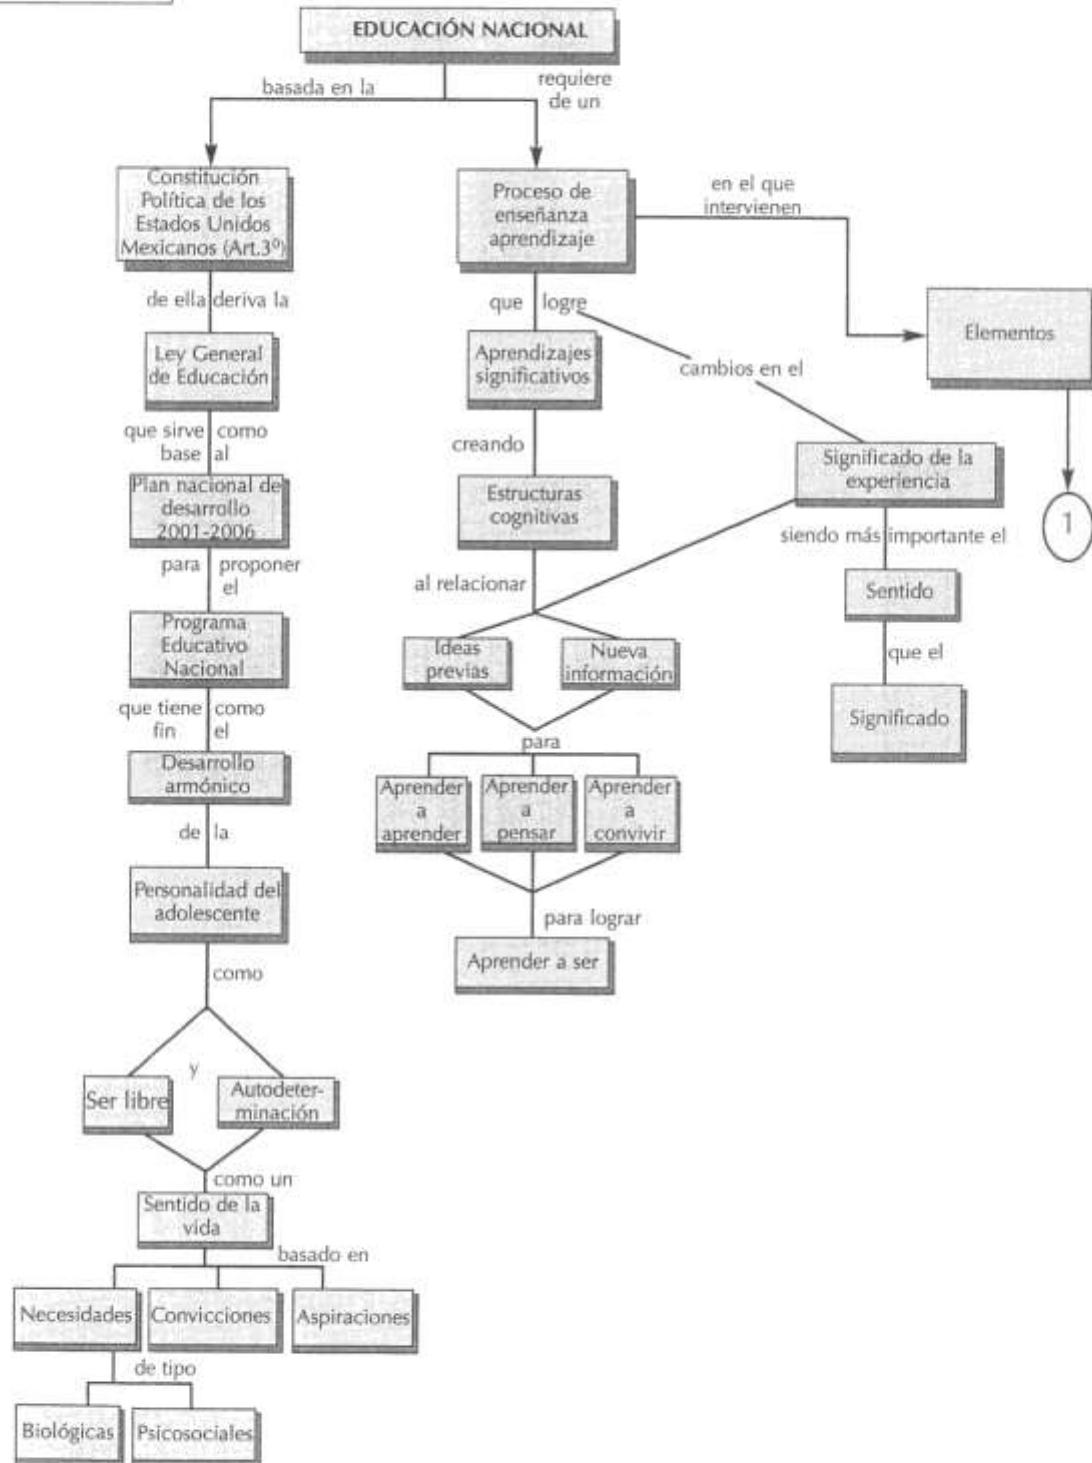 EDUCACIÓN NACIONAL
basada en la
requiere
de un
Constitución
Política de los
Estados Unidos
Mexicanos (Art.3º)
Proceso de
enseñanza
aprendizaje
en el que
intervienen
Elementos
1
de ella deriva la
Ley General
de Educación
que sirve como
base al
Plan nacional de
desarrollo
2001-2006
para proponer
el
Programa
Educativo
Nacional
que tiene como
fin el
Desarrollo
armónico
de la
Personalidad del
adolescente
como
y
Ser libre
Autodeter-
minación
como un
Sentido de la
vida
basado en
Necesidades
Convicciones
Aspiraciones
de tipo
Biológicas
Psicosociales
que logre
Aprendizajes
significativos
creando
Estructuras
cognitivas
al relacionar
Ideas
previas
Nueva
información
para
Aprender
a
aprender
Aprender
a
pensar
Aprender
a
convivir
para lograr
Aprender a ser
cambios en el
Significado de la
experiencia
siendo más importante el
Sentido
que el
Significado